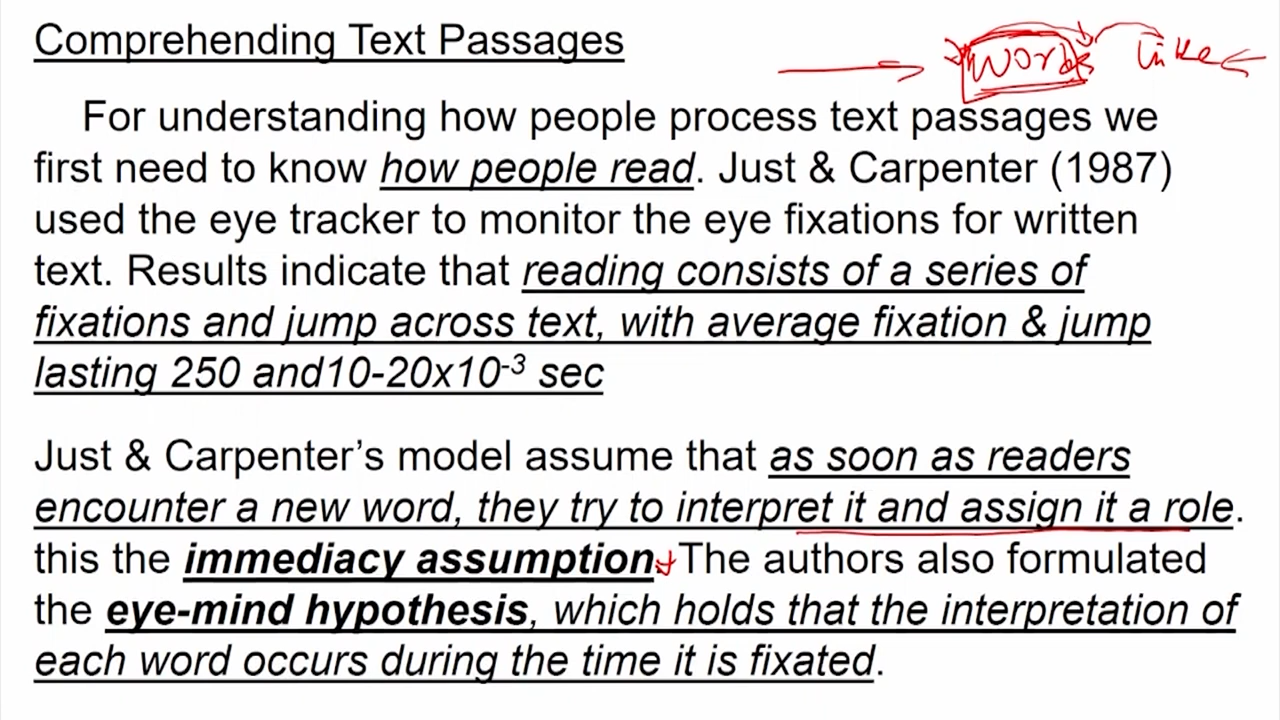 Comprehending Text Passages
words like
For understanding how people process text passages we
first need to know how people read. Just & Carpenter (1987)
used the eye tracker to monitor the eye fixations for written
text. Results indicate that reading consists of a series of
fixations and jump across text, with average fixation & jump
lasting 250 and10-20x10⁻³ sec
Just & Carpenter’s model assume that as soon as readers
encounter a new word, they try to interpret it and assign it a role.
this the immediacy assumption. The authors also formulated
the eye-mind hypothesis, which holds that the interpretation of
each word occurs during the time it is fixated.